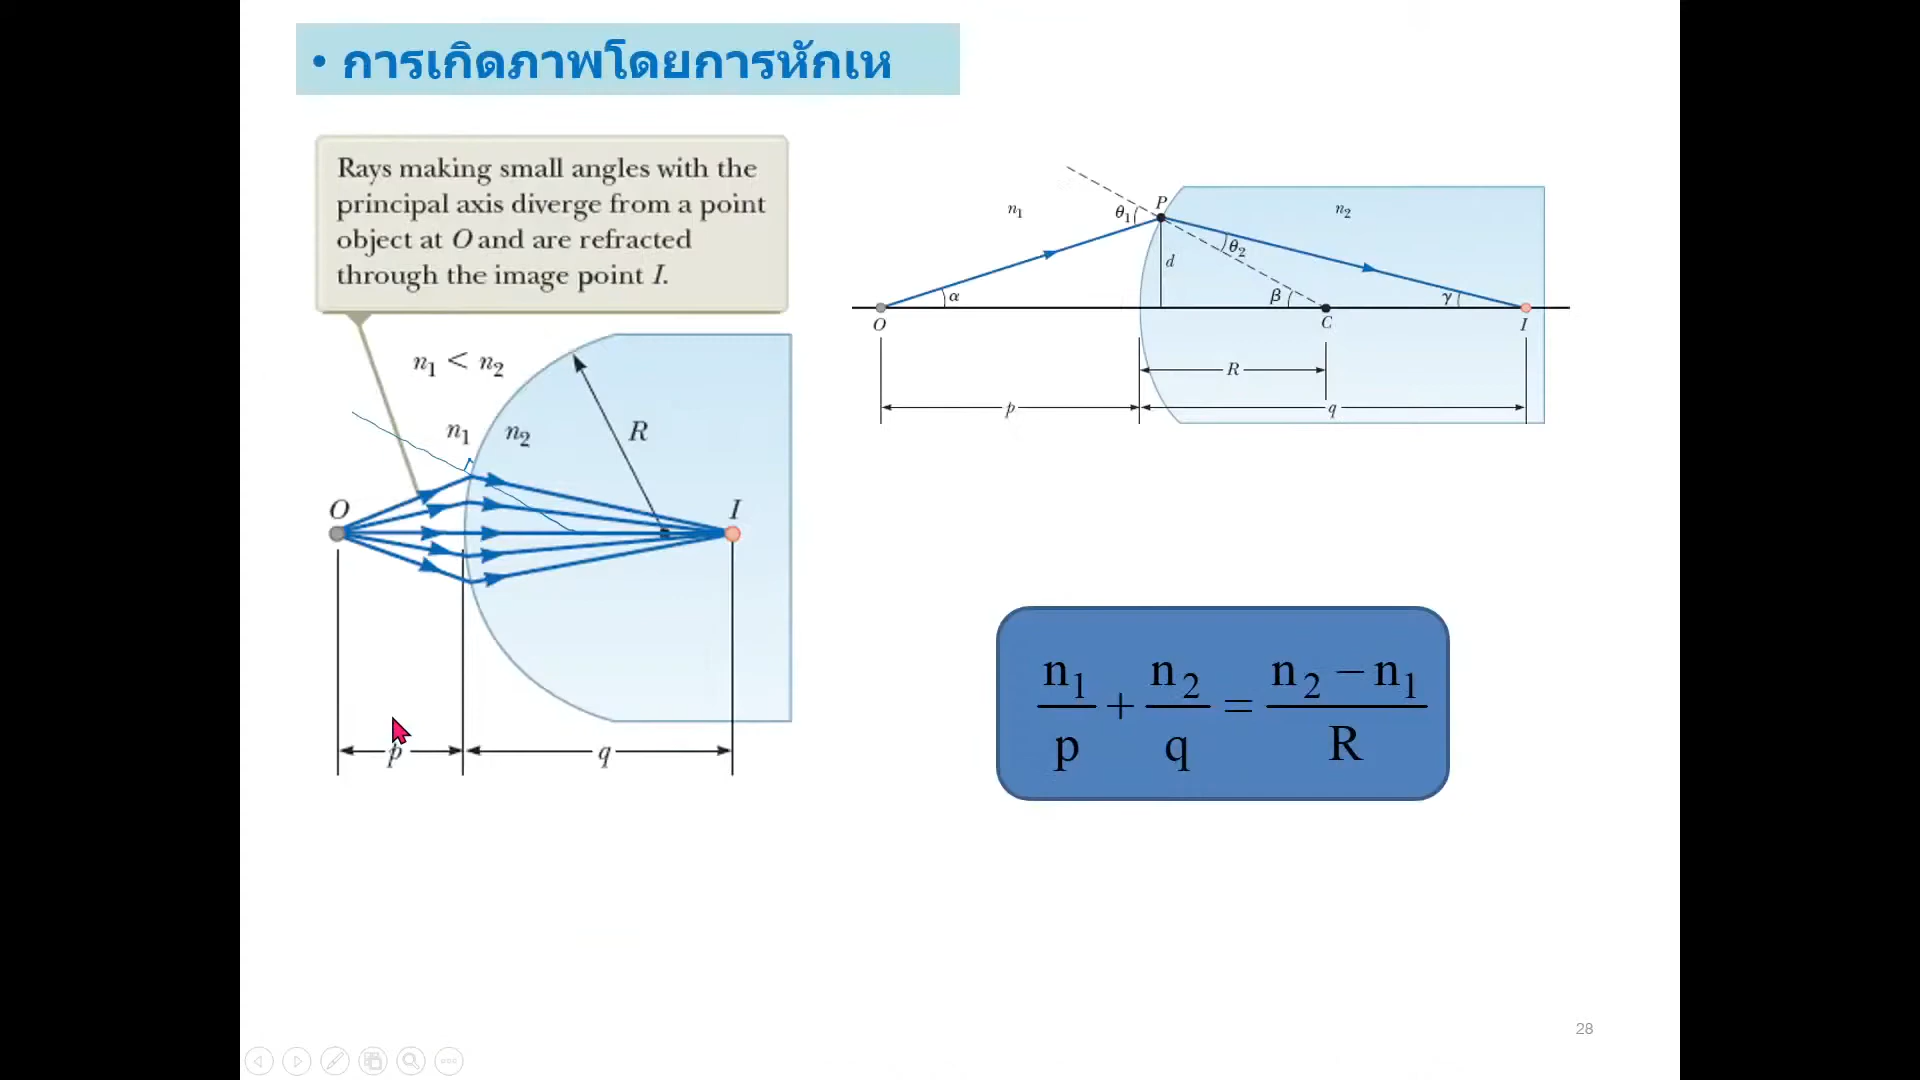 • การเกิดภาพโดยการหักเห
Rays making small angles with the
principal axis diverge from a point
object at O and are refracted
through the image point I.
n₁ < n₂
n₁
n₂
R
O
I
p
q
n₁
θ₁
P
n₂
θ₂
d
α
β
γ
O
C
I
R
p
q
n₁/p + n₂/q = (n₂ − n₁)/R
28